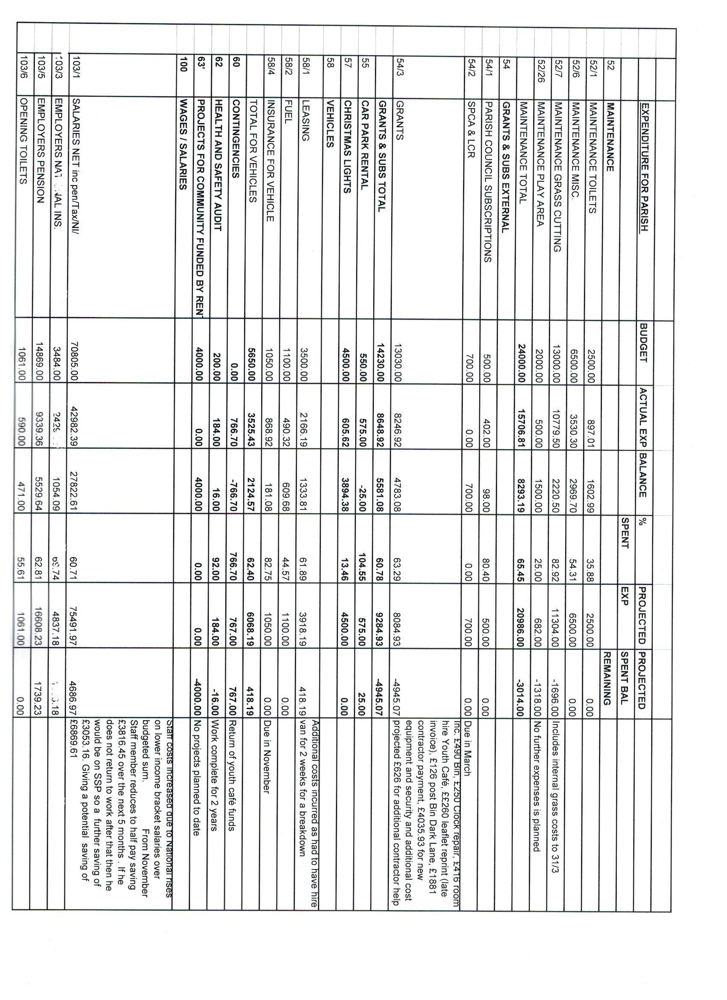 EXPENDITURE FOR PARISH BUDGET ACTUAL EXP BALANCE % PROJECTED PROJECTED
SPENT EXP SPENT BAL
52 MAINTENANCE REMAINING
52/1 MAINTENANCE TOILETS 2500.00 897.01 1602.99 35.88 2500.00 0.00
52/6 MAINTENANCE MISC. 6500.00 3530.30 2969.70 54.31 6500.00 0.00
52/7 MAINTENANCE GRASS CUTTING 13000.00 10779.50 2220.50 82.92 11304.00 -1696.00 Includes internal grass costs to 31/3
52/26 MAINTENANCE PLAY AREA 2000.00 500.00 1500.00 25.00 682.00 -1318.00 No further expenses is planned
MAINTENANCE TOTAL 24000.00 15706.81 8293.19 65.45 20986.00 -3014.00
54 GRANTS & SUBS EXTERNAL
54/1 PARISH COUNCIL SUBSCRIPTIONS 500.00 402.00 98.00 80.40 500.00 0.00
54/2 SPCA & LCR 700.00 0.00 700.00 0.00 700.00 0.00 Due in March
Inc. £490 Bin, £250 Clock repair, £416 room
hire Youth Café, ££260 leaflet reprint (late
invoice), £126 post Bin Dark Lane, £1881
contractor payment, £4035.93 for new
equipment and security and additional cost
54/3 GRANTS 13030.00 8246.92 4783.08 63.29 8084.93 -4945.07 projected £626 for additional contractor help
GRANTS & SUBS TOTAL 14230.00 8648.92 5581.08 60.78 9284.93 -4945.07
55 CAR PARK RENTAL 550.00 575.00 -25.00 104.55 575.00 25.00
57 CHRISTMAS LIGHTS 4500.00 605.62 3894.38 13.46 4500.00 0.00
58 VEHICLES
Additional costs incurred as had to have hire
58/1 LEASING 3500.00 2166.19 1333.81 61.89 3918.19 418.19 van for 2 weeks for a breakdown
58/2 FUEL 1100.00 490.32 609.68 44.57 1100.00 0.00
58/4 INSURANCE FOR VEHICLE 1050.00 868.92 181.08 82.75 1050.00 0.00 Due in November
TOTAL FOR VEHICLES 5650.00 3525.43 2124.57 62.40 6068.19 418.19
60 CONTINGENCIES 0.00 766.70 -766.70 766.70 767.00 767.00 Return of youth café funds
62 HEALTH AND SAFETY AUDIT 200.00 184.00 16.00 92.00 184.00 -16.00 Work complete for 2 years
63' PROJECTS FOR COMMUNITY FUNDED BY REN 4000.00 0.00 4000.00 0.00 0.00 -4000.00 No projects planned to date
100 WAGES / SALARIES
Staff costs increased due to National rises
on lower income bracket salaries over
budgeted sum. From November
Staff member reduces to half pay saving
£3816.45 over the next 5 months . If he
does not return to work after that then he
would be on SSP so a further saving of
£3053.16. Giving a potential saving of
103/1 SALARIES NET inc pen/Tax/NI/ 70805.00 42982.39 27822.61 60.71 75491.97 4686.97 £6869.61
103/3 EMPLOYERS INS. 3484.00 1054.09 4837.18
103/5 EMPLOYERS PENSION 14869.00 9339.36 5529.64 62.81 16608.23 1739.23
103/6 OPENING TOILETS 1061.00 590.00 471.00 55.61 1061.00 0.00